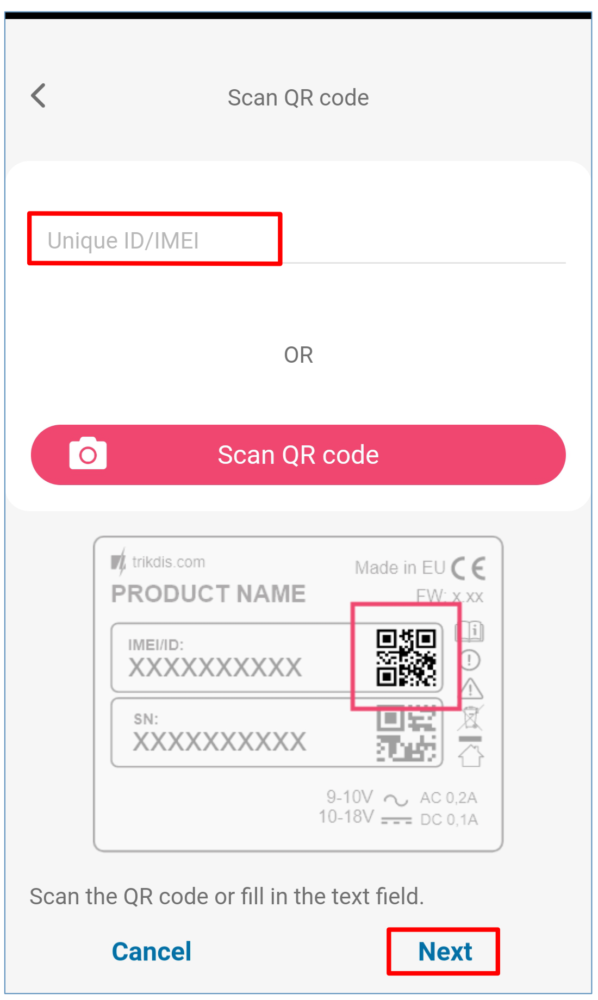 Scan QR code
Unique ID/IMEI
OR
Scan QR code
trikdis.com
Made in EU
PRODUCT NAME
FW: x.xx
IMEI/ID:
XXXXXXXXXX
SN:
XXXXXXXXXX
9-10V AC 0,2A
10-18V DC 0,1A
Scan the QR code or fill in the text field.
Cancel
Next